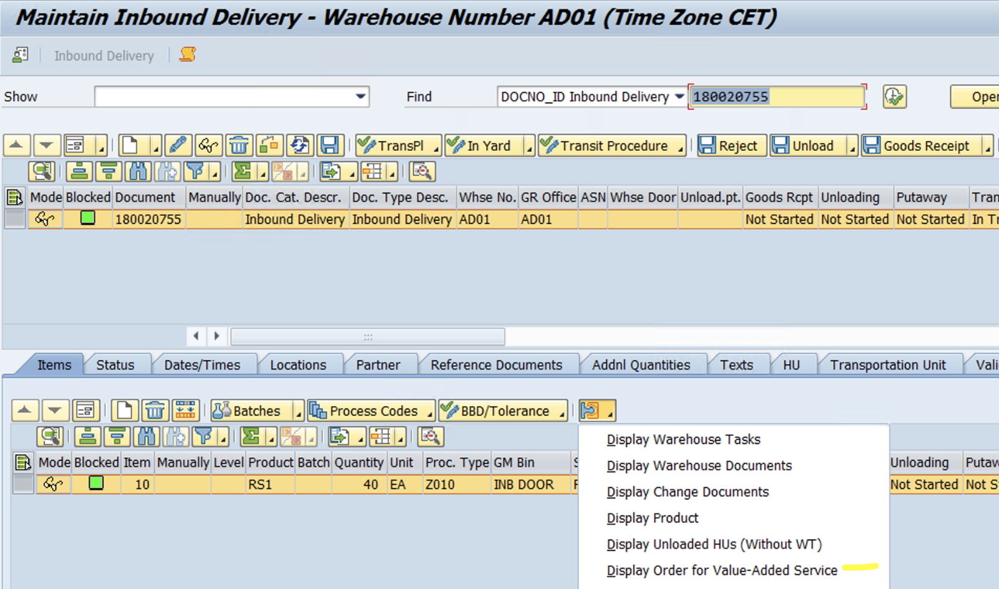 Maintain Inbound Delivery - Warehouse Number AD01 (Time Zone CET)
Inbound Delivery
Show Find DOCNO_ID Inbound Delivery 180020755
TransPl In Yard Transit Procedure Reject Unload Goods Receipt
Mode Blocked Document Manually Doc. Cat. Descr. Doc. Type Desc. Whse No. GR Office ASN Whse Door Unload.pt. Goods Rcpt Unloading Putaway
180020755 Inbound Delivery Inbound Delivery AD01 AD01 Not Started Not Started Not Started In
Items Status Dates/Times Locations Partner Reference Documents Addnl Quantities Texts HU Transportation Unit
Batches Process Codes BBD/Tolerance
Mode Blocked Item Manually Level Product Batch Quantity Unit Proc. Type GM Bin Unloading
10 RS1 40 EA Z010 INB DOOR Not Started Not
Display Warehouse Tasks
Display Warehouse Documents
Display Change Documents
Display Product
Display Unloaded HUs (Without WT)
Display Order for Value-Added Service